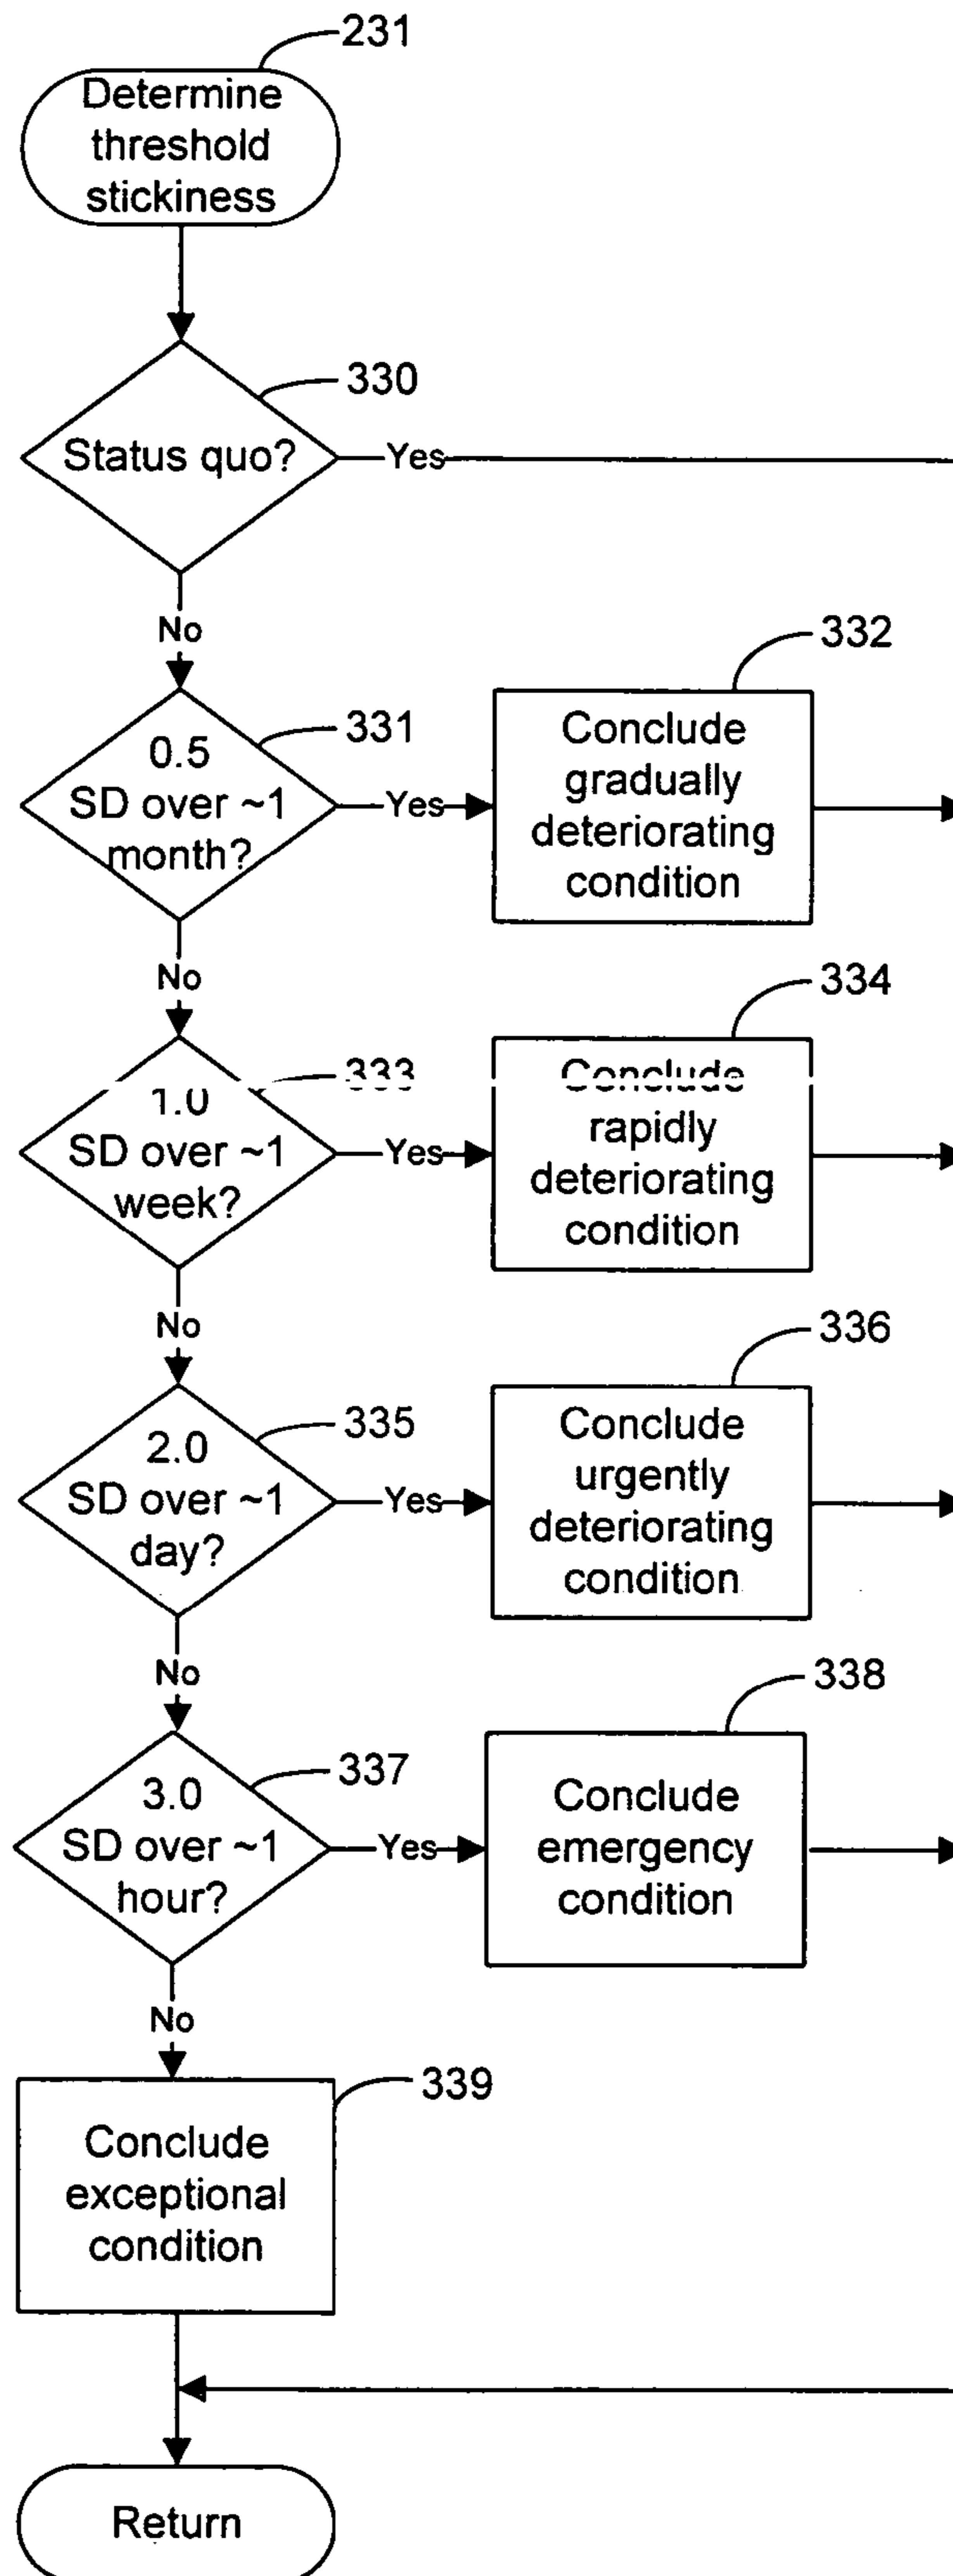 231
Determine
threshold
stickiness
330
Status quo?
Yes
No
332
331
0.5
SD over ~1
month?
Yes
Conclude
gradually
deteriorating
condition
No
334
333
1.0
SD over ~1
week?
Yes
Conclude
rapidly
deteriorating
condition
No
336
335
2.0
SD over ~1
day?
Yes
Conclude
urgently
deteriorating
condition
No
338
337
3.0
SD over ~1
hour?
Yes
Conclude
emergency
condition
No
339
Conclude
exceptional
condition
Return